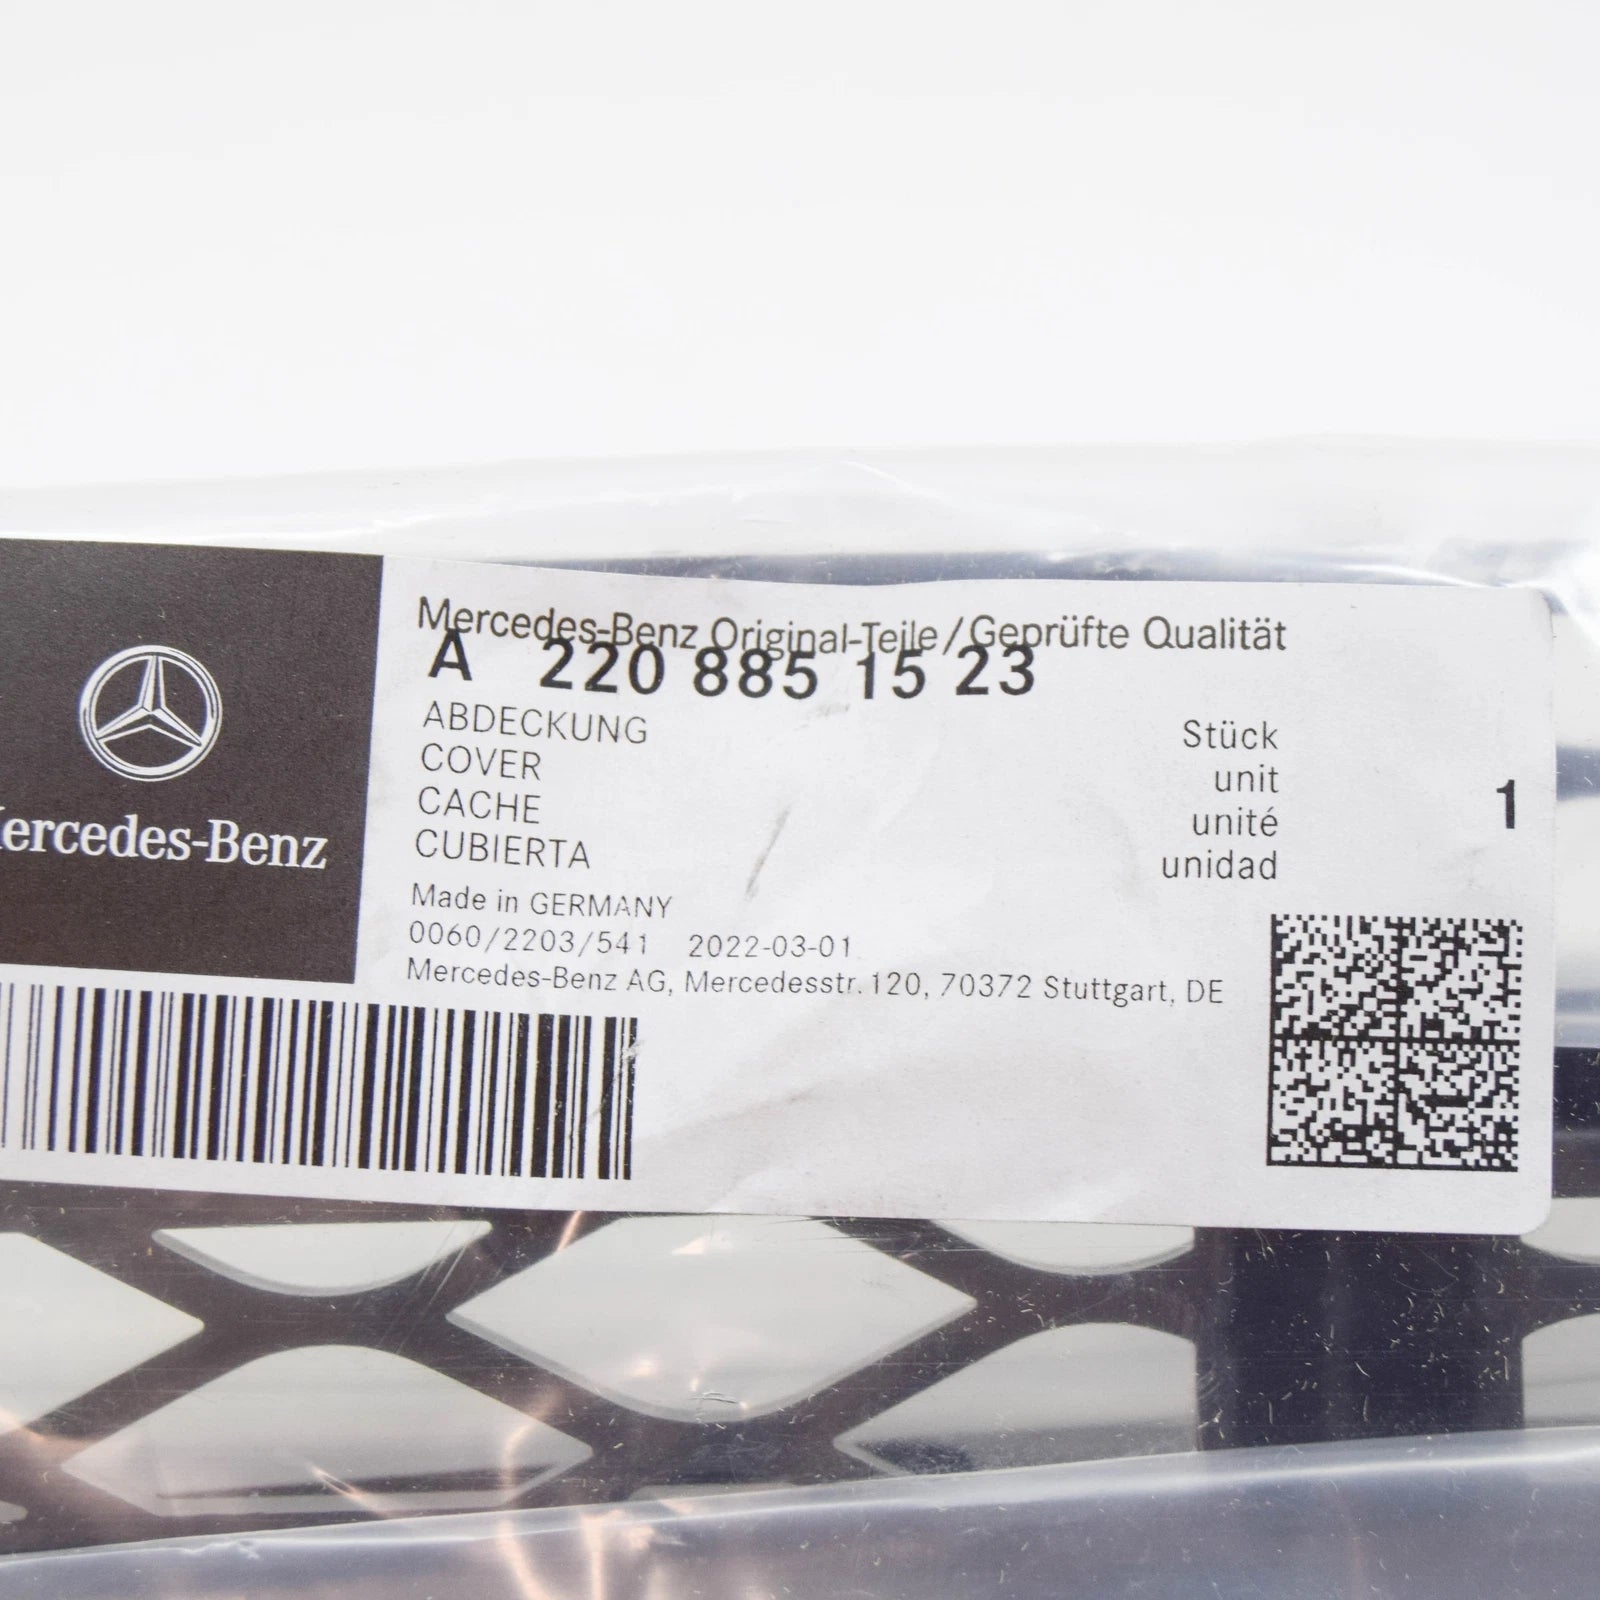 Mercedes-Benz Original-Teile/Geprüfte Qualität
A 220 885 15 23
ABDECKUNG
COVER
CACHE
CUBIERTA
Stück
unit
unité
unidad
1
Made in GERMANY
0060/2203/541 2022-03-01
Mercedes-Benz AG, Mercedesstr. 120, 70372 Stuttgart, DE
Mercedes-Benz